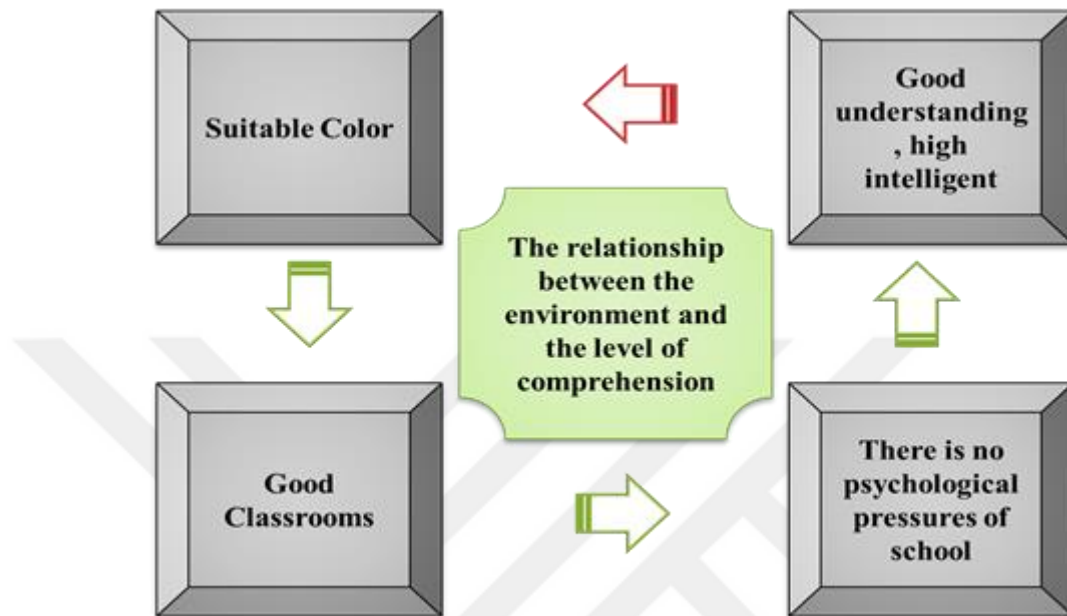 Suitable Color
Good
understanding
, high
intelligent
The relationship
between the
environment and
the level of
comprehension
Good
Classrooms
There is no
psychological
pressures of
school